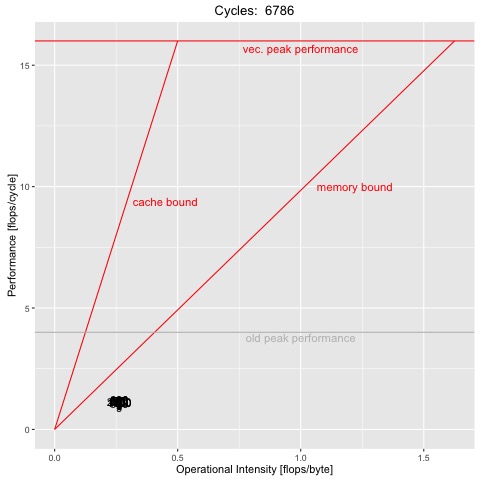 Cycles:  6786
vec. peak performance
cache bound
memory bound
old peak performance
Performance [flops/cycle]
15
10
5
0
0.0
0.5
1.0
1.5
Operational Intensity [flops/byte]